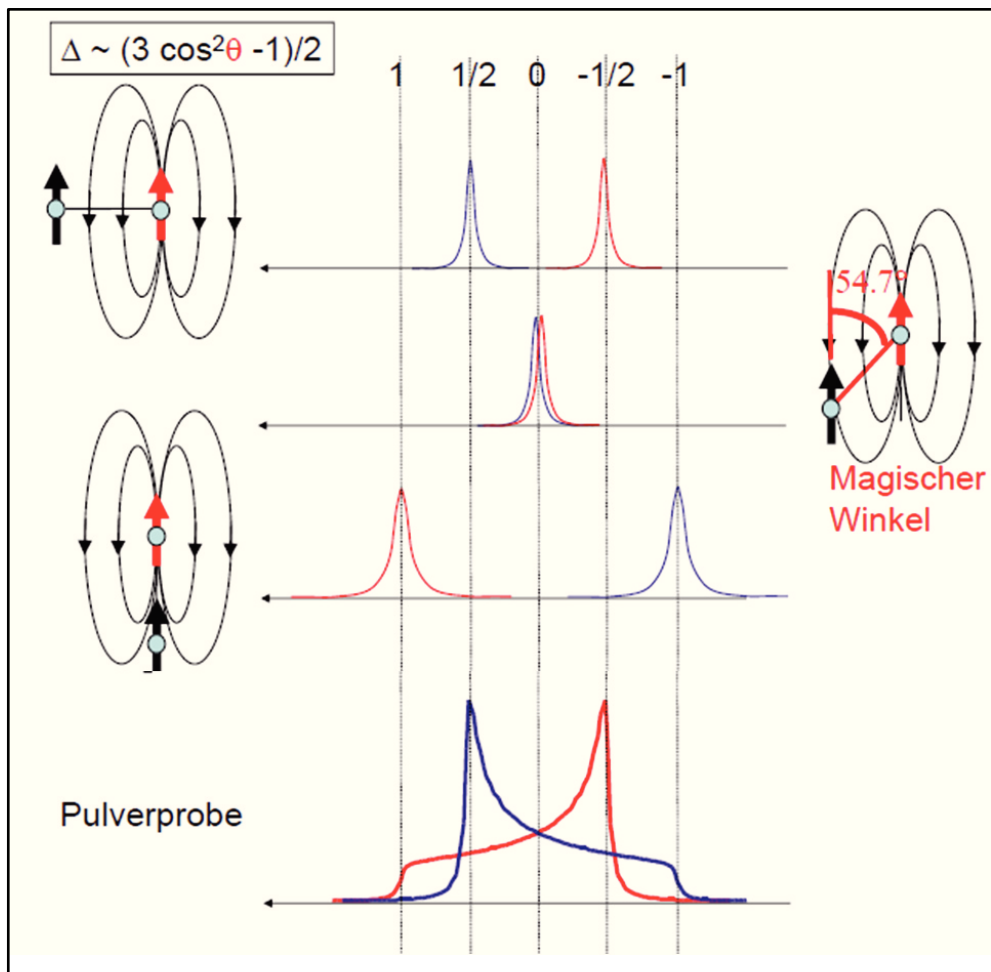 Δ ~ (3 cos²θ -1)/2
1 1/2 0 -1/2 -1
54.7°
Magischer
Winkel
Pulverprobe